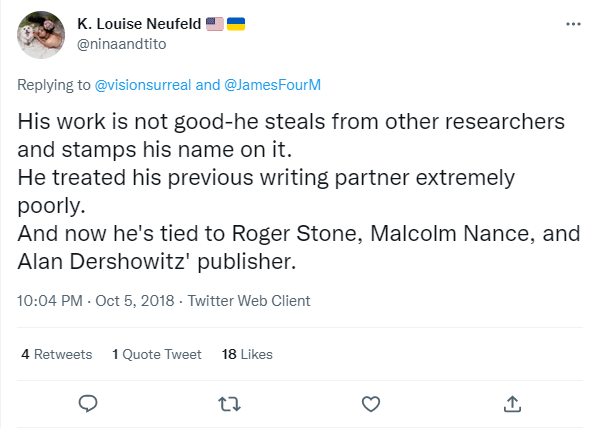 K. Louise Neufeld 🇺🇸 🇺🇦
@ninaandtito
Replying to @visionsurreal and @JamesFourM
His work is not good-he steals from other researchers
and stamps his name on it.
He treated his previous writing partner extremely
poorly.
And now he's tied to Roger Stone, Malcolm Nance, and
Alan Dershowitz' publisher.
10:04 PM · Oct 5, 2018 · Twitter Web Client
4 Retweets 1 Quote Tweet 18 Likes